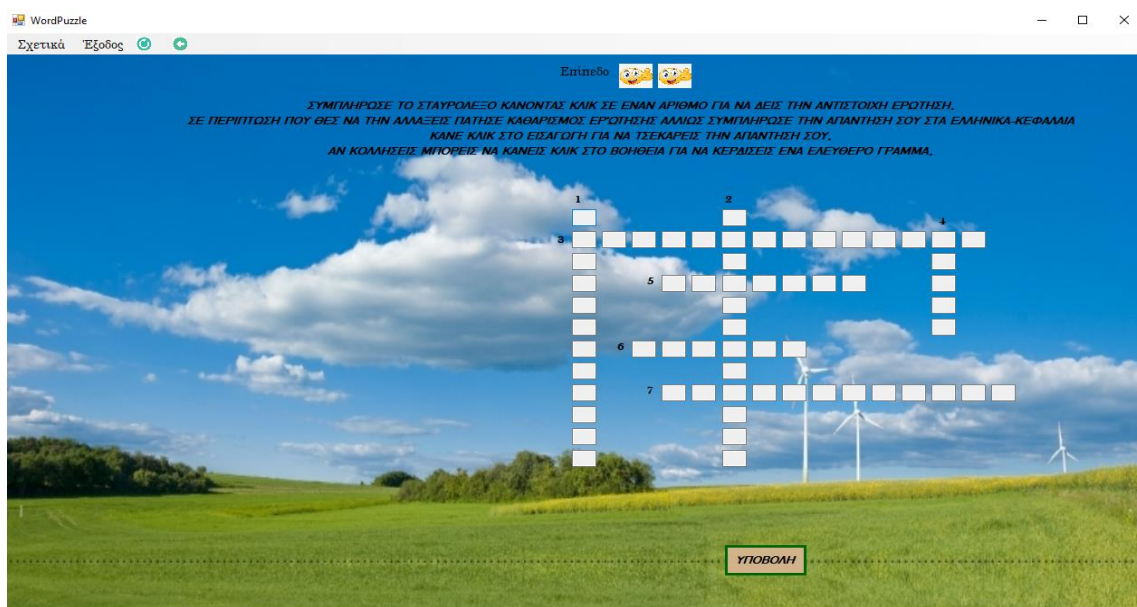 WordPuzzle
Σχετικά Έξοδος
Επίπεδο
ΣΥΜΠΛΗΡΩΣΕ ΤΟ ΣΤΑΥΡΟΛΕΞΟ ΚΑΝΟΝΤΑΣ ΚΛΙΚ ΣΕ ΕΝΑΝ ΑΡΙΘΜΟ ΓΙΑ ΝΑ ΔΕΙΣ ΤΗΝ ΑΝΤΙΣΤΟΙΧΗ ΕΡΩΤΗΣΗ.
ΣΕ ΠΕΡΙΠΤΩΣΗ ΠΟΥ ΘΕΣ ΝΑ ΤΗΝ ΑΛΛΑΞΕΙΣ ΠΑΤΗΣΕ ΚΑΘΑΡΙΣΜΟΣ ΕΡΏΤΗΣΗΣ ΑΛΛΙΩΣ ΣΥΜΠΛΗΡΩΣΕ ΤΗΝ ΑΠΑΝΤΗΣΗ ΣΟΥ ΣΤΑ ΕΛΛΗΝΙΚΑ-ΚΕΦΑΛΑΙΑ
ΚΑΝΕ ΚΛΙΚ ΣΤΟ ΕΙΣΑΓΩΓΗ ΓΙΑ ΝΑ ΤΣΕΚΑΡΕΙΣ ΤΗΝ ΑΠΑΝΤΗΣΗ ΣΟΥ.
ΑΝ ΚΟΛΛΗΣΕΙΣ ΜΠΟΡΕΙΣ ΝΑ ΚΑΝΕΙΣ ΚΛΙΚ ΣΤΟ ΒΟΗΘΕΙΑ ΓΙΑ ΝΑ ΚΕΡΔΙΣΕΙΣ ΕΝΑ ΕΛΕΥΘΕΡΟ ΓΡΑΜΜΑ.
1 2
4
3
5
6
7
ΥΠΟΒΟΛΗ